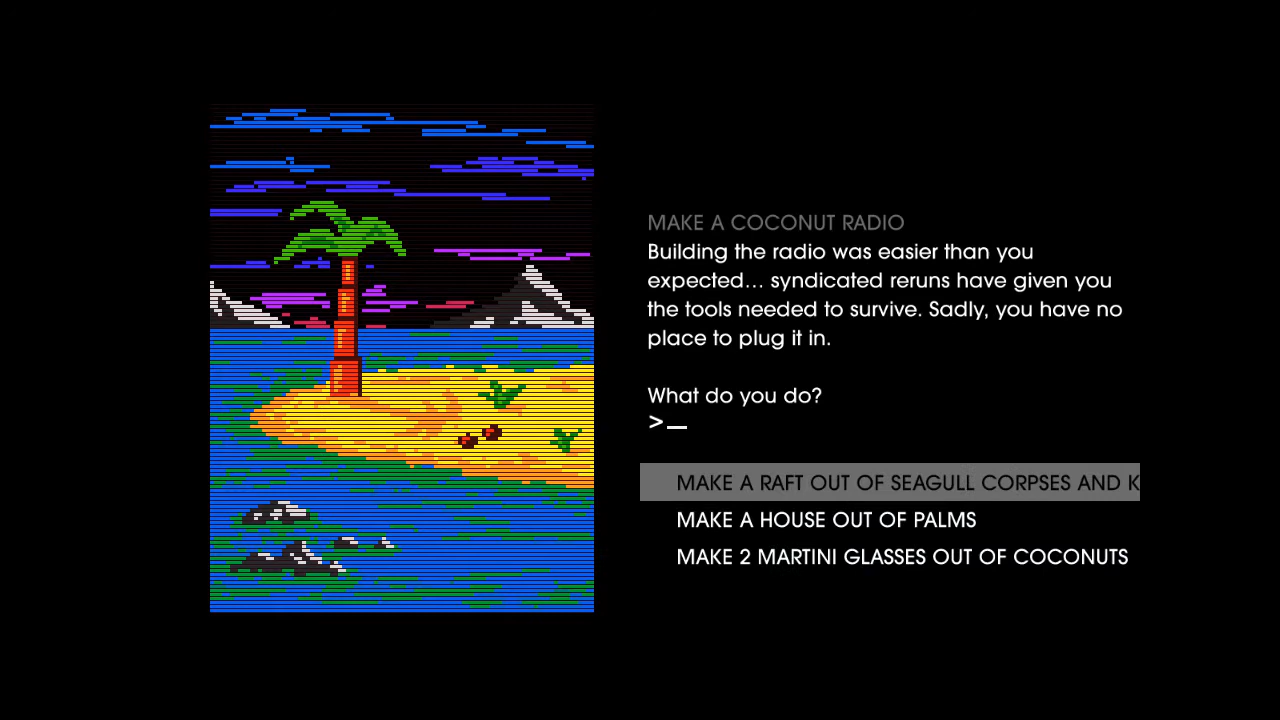 MAKE A COCONUT RADIO
Building the radio was easier than you
expected... syndicated reruns have given you
the tools needed to survive. Sadly, you have no
place to plug it in.
What do you do?
>_
MAKE A RAFT OUT OF SEAGULL CORPSES AND K
MAKE A HOUSE OUT OF PALMS
MAKE 2 MARTINI GLASSES OUT OF COCONUTS